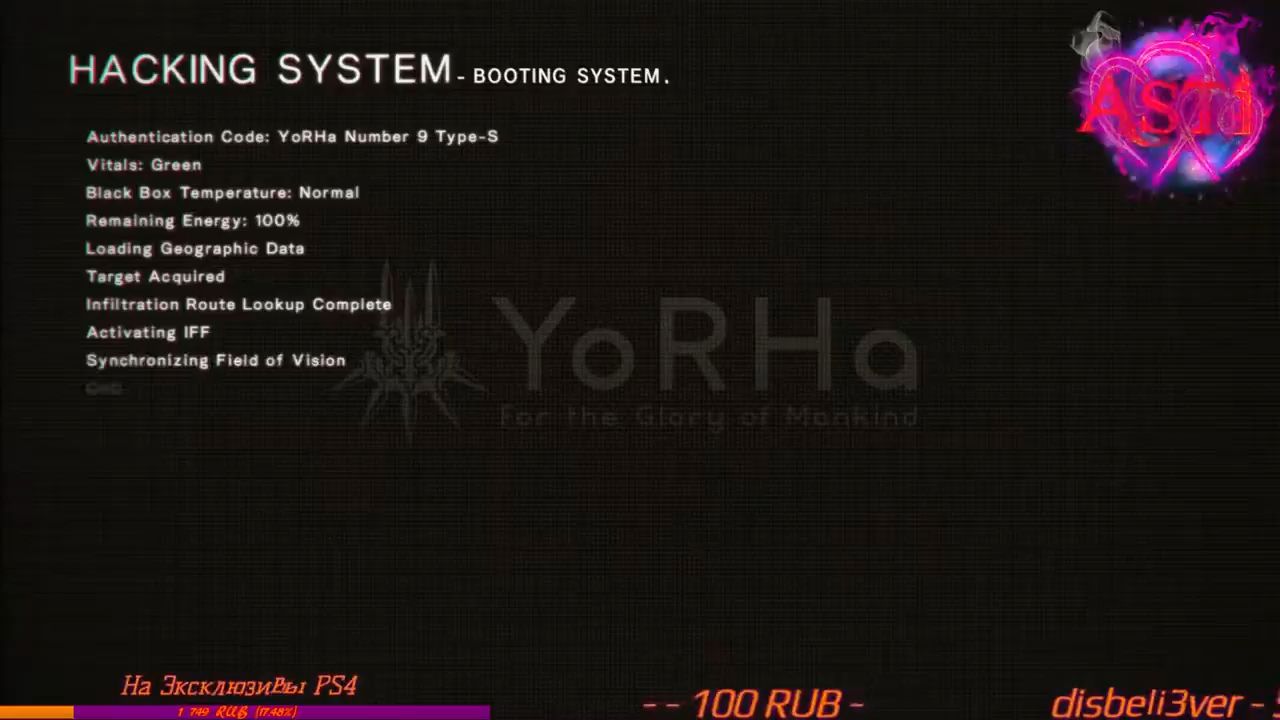 HACKING SYSTEM - BOOTING SYSTEM.
ASTI
Authentication Code: YoRHa Number 9 Type-S
Vitals: Green
Black Box Temperature: Normal
Remaining Energy: 100%
Loading Geographic Data
Target Acquired
Infiltration Route Lookup Complete
Activating IFF
Synchronizing Field of Vision
YoRHa
For the Glory of Mankind
На Эксклюзивы PS4
1 749 RUB (17.48%)
- - 100 RUB -
disbeli3ver -